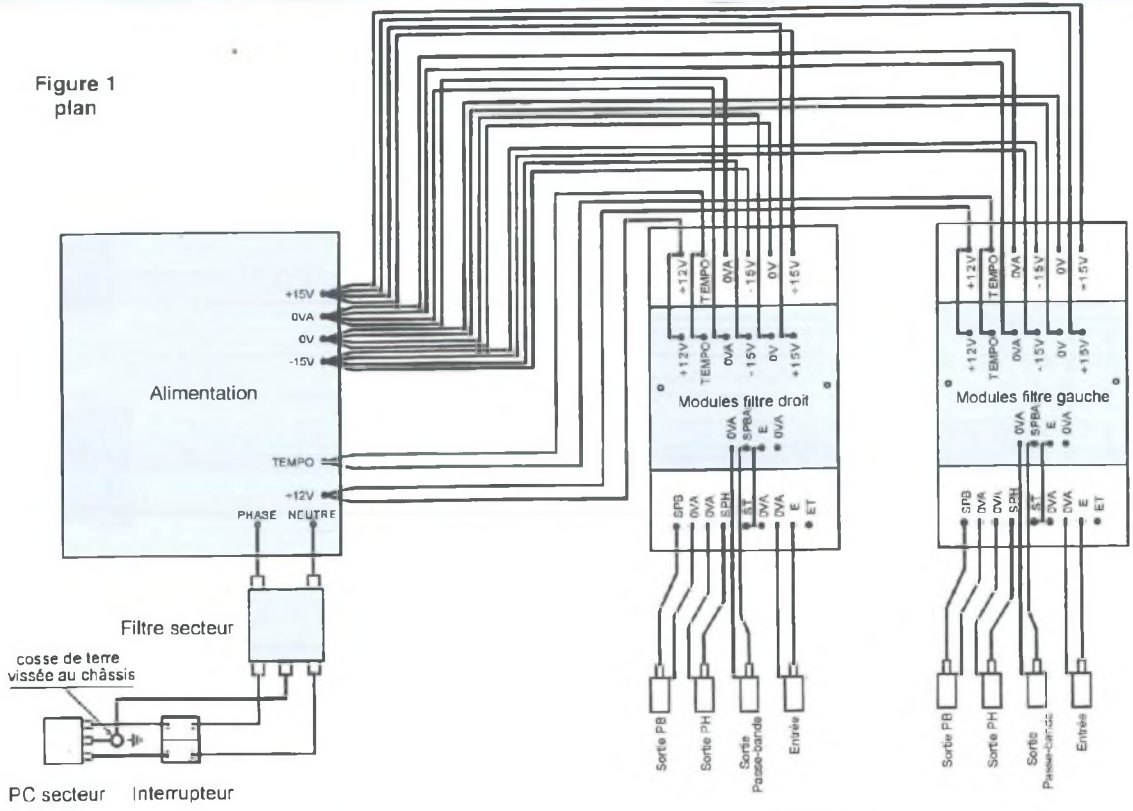 Figure 1
plan
Alimentation
+15V
0VA
0V
-15V
TEMPO
+12V
PHASE NEUTRE
Filtre secteur
cosse de terre
vissée au châssis
PC secteur Interrupteur
+12V
TEMPO
0VA
-15V
0V
+15V
+12V
TEMPO
0VA
-15V
0V
+15V
Modules filtre droit
0VA
SPBA
E
0VA
SPB
0VA
0VA
SPH
ST
0VA
0VA
E
ET
Sortie PB
Sortie PH
Sortie
Passe-bande
Entrée
+12V
TEMPO
0VA
-15V
0V
+15V
+12V
TEMPO
0VA
-15V
0V
+15V
Modules filtre gauche
0VA
SPBA
E
0VA
SPB
0VA
0VA
SPH
ST
0VA
0VA
E
ET
Sortie PB
Sortie PH
Sortie
Passe-bande
Entrée